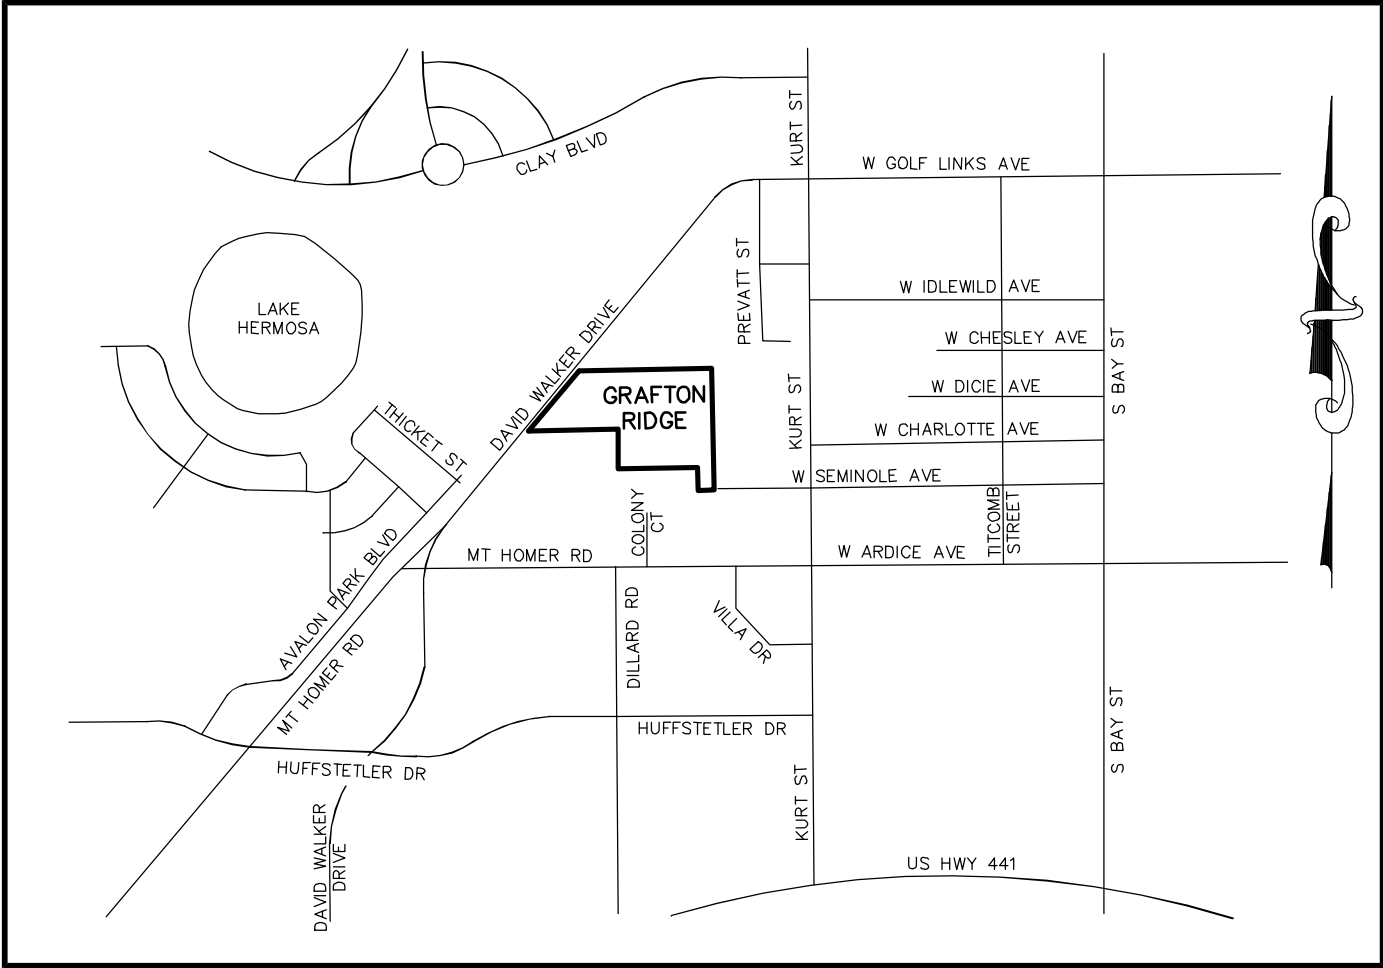 CLAY BLVD
KURT ST
W GOLF LINKS AVE
PREVATT ST
W IDLEWILD AVE
LAKE
HERMOSA
DAVID WALKER DRIVE
W CHESLEY AVE
S BAY ST
GRAFTON
RIDGE
KURT ST
W DICIE AVE
THICKET ST
W CHARLOTTE AVE
W SEMINOLE AVE
COLONY
CT
TITCOMB
STREET
MT HOMER RD
W ARDICE AVE
AVALON PARK BLVD
MT HOMER RD
DILLARD RD
VILLA DR
HUFFSTETLER DR
S BAY ST
HUFFSTETLER DR
KURT ST
DAVID WALKER
DRIVE
US HWY 441